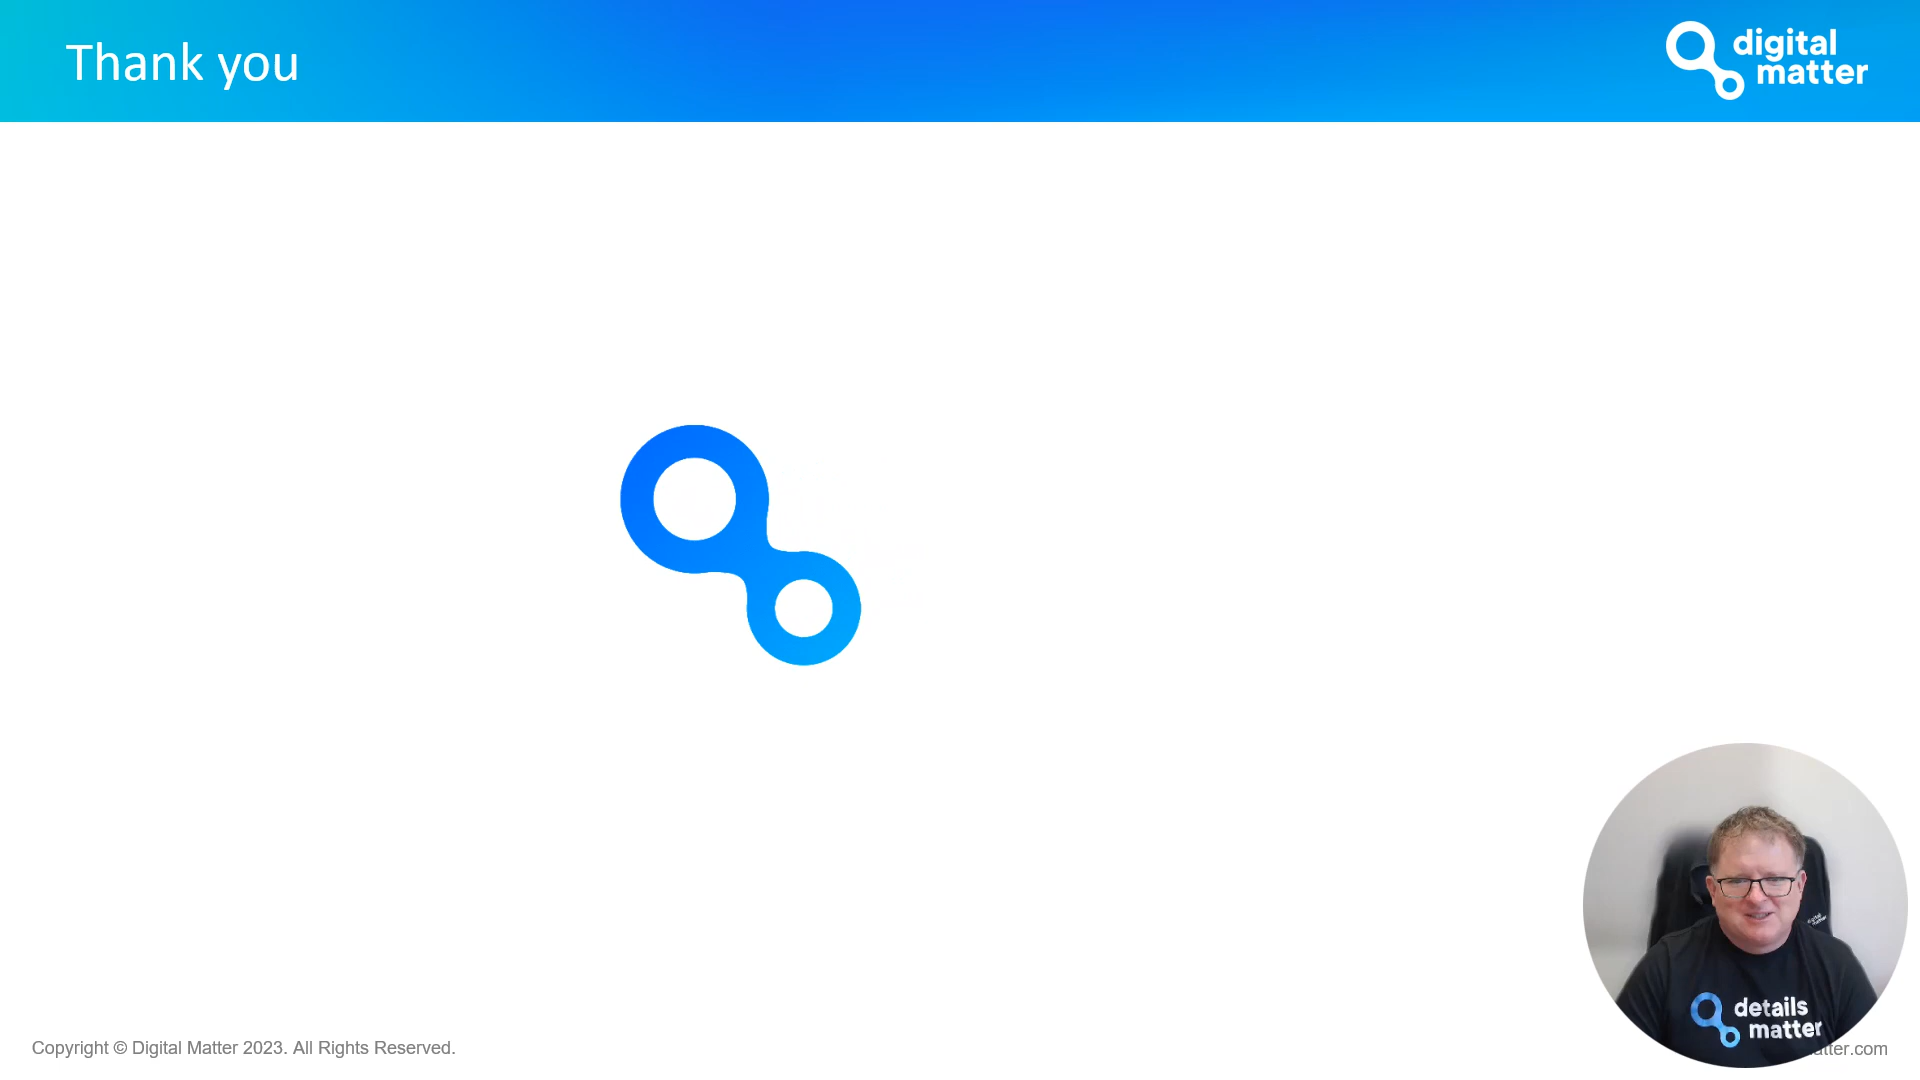 Thank you
digital
matter
details
matter
Copyright © Digital Matter 2023. All Rights Reserved.
atter.com